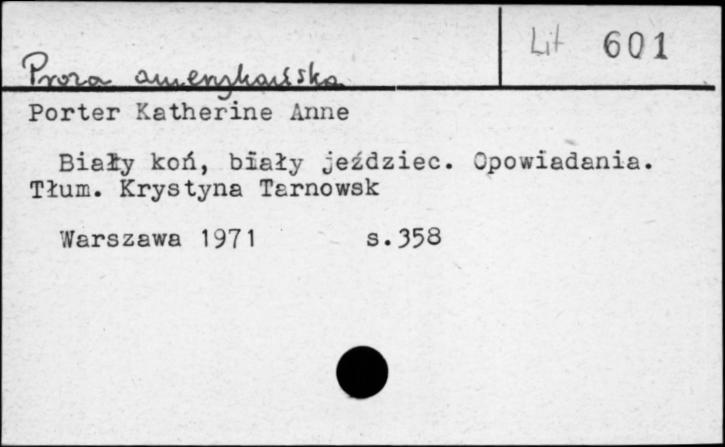 Lit 601
Proza amerykańska
Porter Katherine Anne
Biały koń, biały jeździec. Opowiadania.
Tłum. Krystyna Tarnowsk
Warszawa 1971 s.358